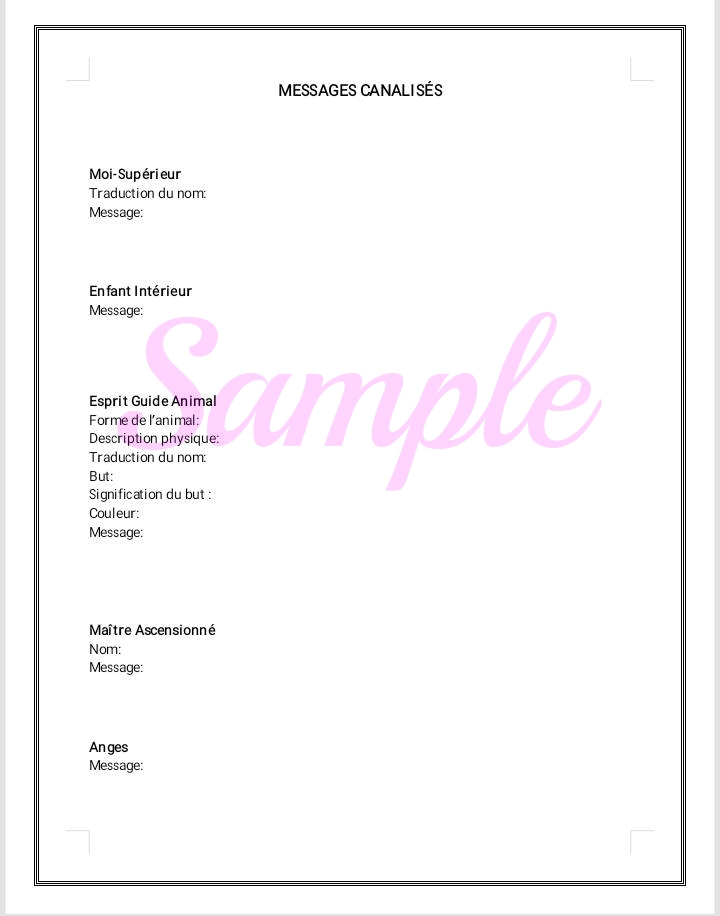 MESSAGES CANALISÉS
Moi-Supérieur
Traduction du nom:
Message:
Enfant Intérieur
Message:
Sample
Esprit Guide Animal
Forme de l’animal:
Description physique:
Traduction du nom:
But:
Signification du but :
Couleur:
Message:
Maître Ascensionné
Nom:
Message:
Anges
Message: